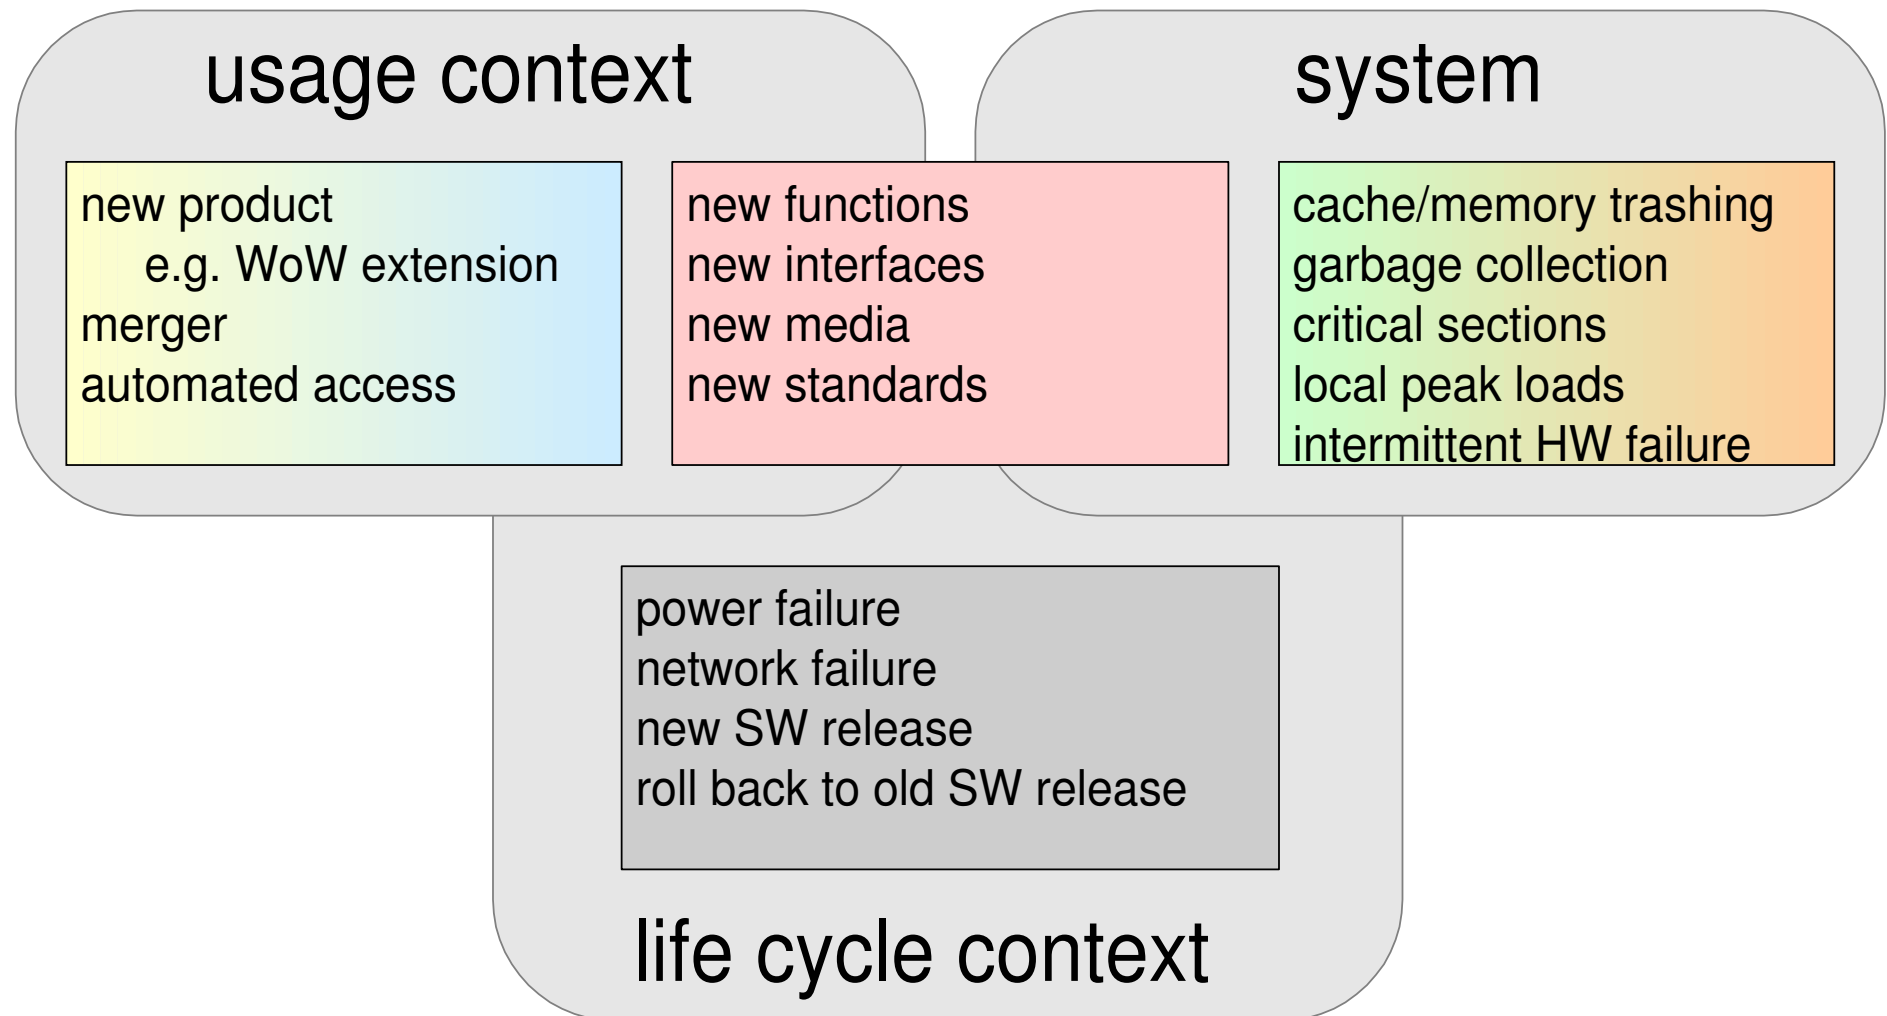 usage context
system
new product
e.g. WoW extension
merger
automated access
new functions
new interfaces
new media
new standards
cache/memory trashing
garbage collection
critical sections
local peak loads
intermittent HW failure
power failure
network failure
new SW release
roll back to old SW release
life cycle context